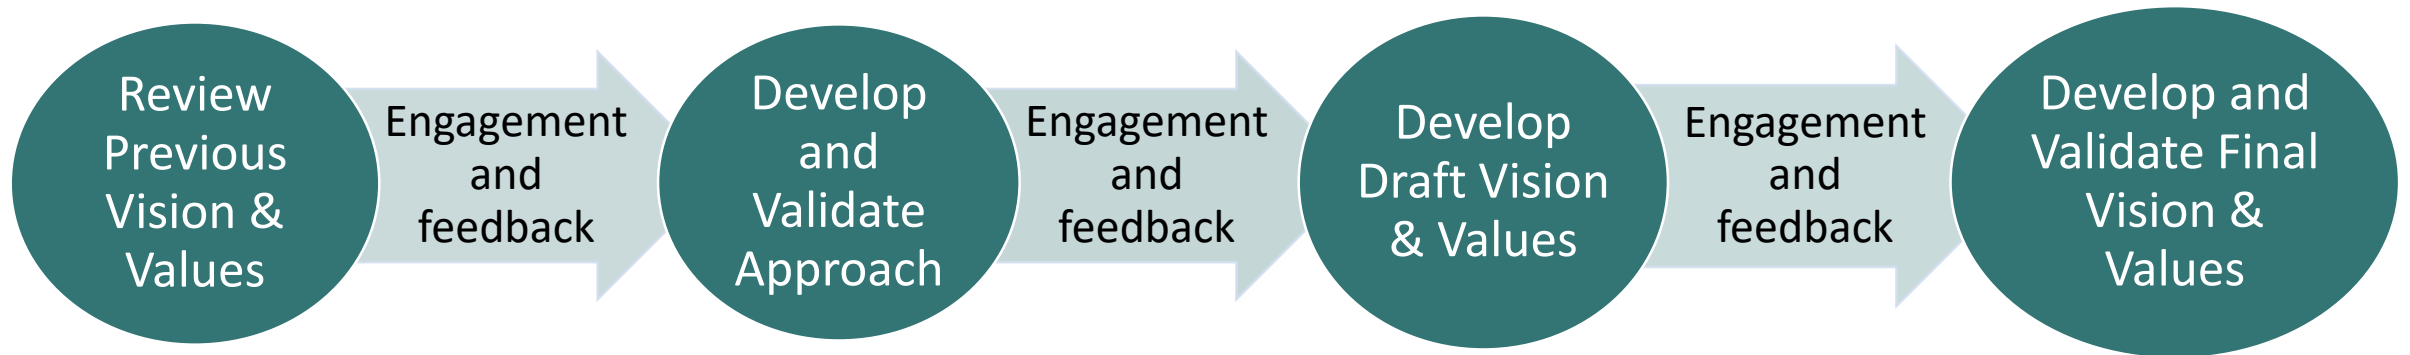 Review
Previous
Vision &
Values
Engagement
and
feedback
Develop
and
Validate
Approach
Engagement
and
feedback
Develop
Draft Vision
& Values
Engagement
and
feedback
Develop and
Validate Final
Vision &
Values